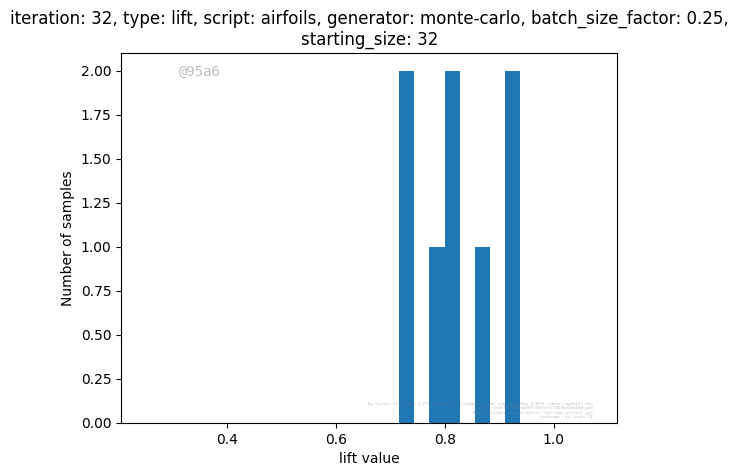 iteration: 32, type: lift, script: airfoils, generator: monte-carlo, batch_size_factor: 0.25,
starting_size: 32
@95a6
2.00
1.75
1.50
1.25
1.00
0.75
0.50
0.25
0.00
Number of samples
0.4
0.6
0.8
1.0
lift value